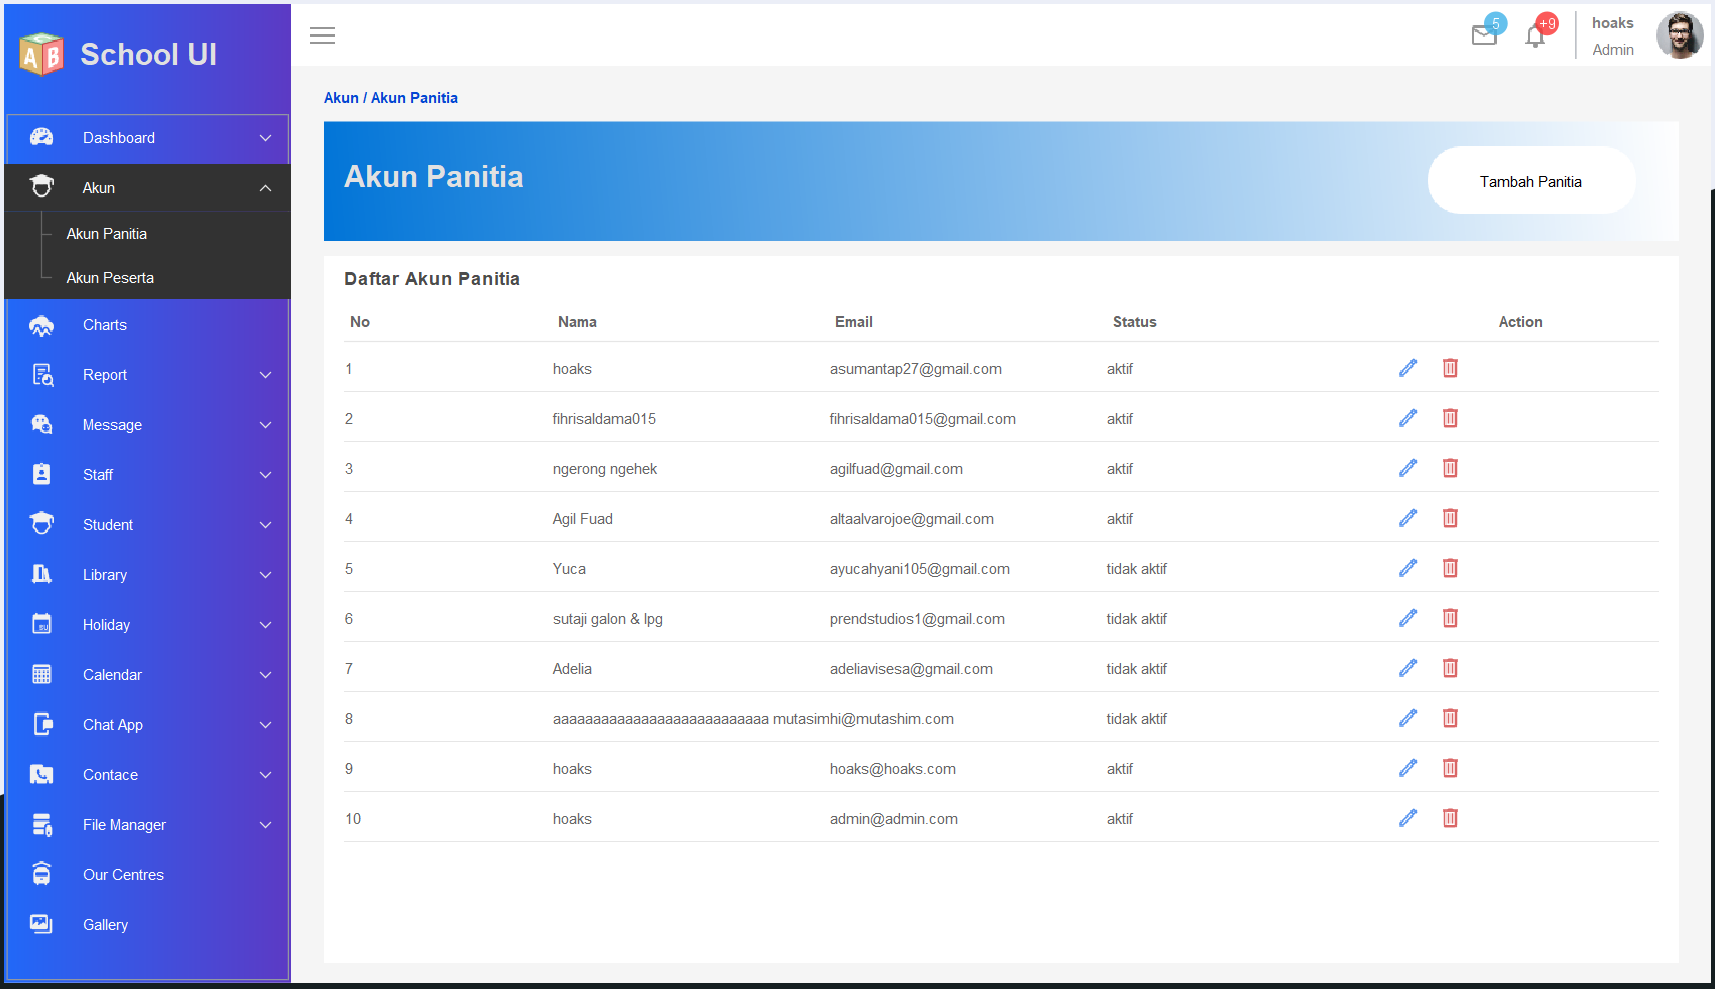 School UI
Dashboard
Akun
Akun Panitia
Akun Peserta
Charts
Report
Message
Staff
Student
Library
Holiday
Calendar
Chat App
Contace
File Manager
Our Centres
Gallery
5
+9
hoaks
Admin
Akun / Akun Panitia
Akun Panitia
Tambah Panitia
Daftar Akun Panitia
No Nama Email Status Action
1 hoaks asumantap27@gmail.com aktif
2 fihrisaldama015 fihrisaldama015@gmail.com aktif
3 ngerong ngehek agilfuad@gmail.com aktif
4 Agil Fuad altaalvarojoe@gmail.com aktif
5 Yuca ayucahyani105@gmail.com tidak aktif
6 sutaji galon & lpg prendstudios1@gmail.com tidak aktif
7 Adelia adeliavisesa@gmail.com tidak aktif
8 aaaaaaaaaaaaaaaaaaaaaaaaaaa mutasimhi@mutashim.com tidak aktif
9 hoaks hoaks@hoaks.com aktif
10 hoaks admin@admin.com aktif